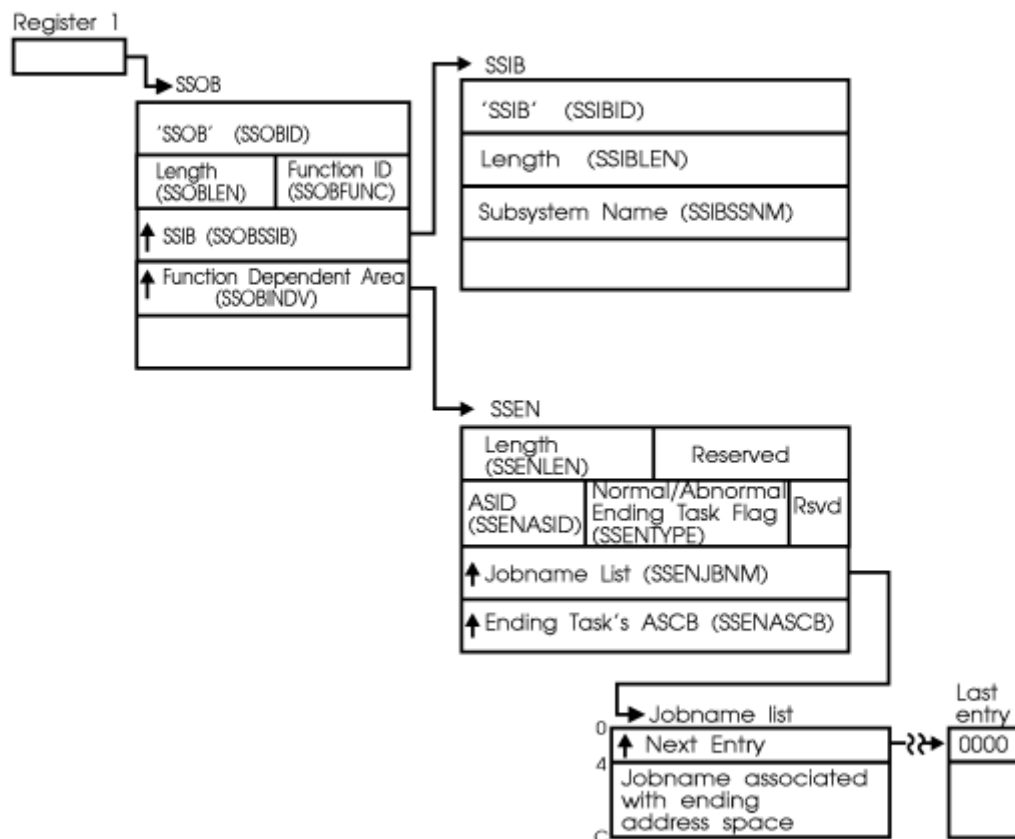 Register 1
SSOB
'SSOB' (SSOBID)
Length
(SSOBLEN)
Function ID
(SSOBFUNC)
SSIB (SSOBSSIB)
Function Dependent Area
(SSOBINDV)
SSIB
'SSIB' (SSIBID)
Length (SSIBLEN)
Subsystem Name (SSIBSSNM)
SSEN
Length
(SSENLEN)
Reserved
ASID
(SSENASID)
Normal/Abnormal
Ending Task Flag
(SSENTYPE)
Rsvd
Jobname List (SSENJBNM)
Ending Task's ASCB (SSENASCB)
Jobname list
0
Next Entry
4
Jobname associated
with ending
address space
C
Last
entry
0000